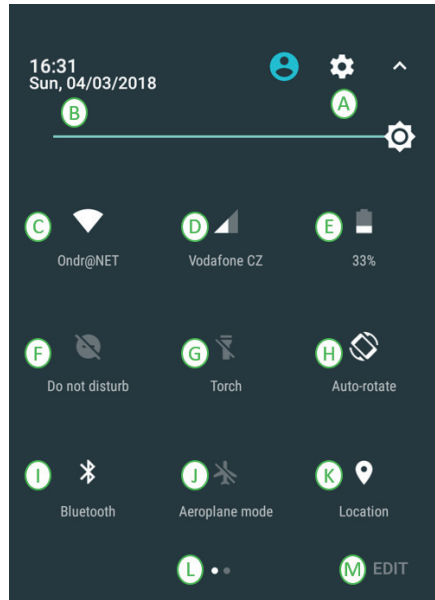 16:31
Sun, 04/03/2018
A
B
C
Ondr@NET
D
Vodafone CZ
E
33%
F
Do not disturb
G
Torch
H
Auto-rotate
I
Bluetooth
J
Aeroplane mode
K
Location
L
M EDIT